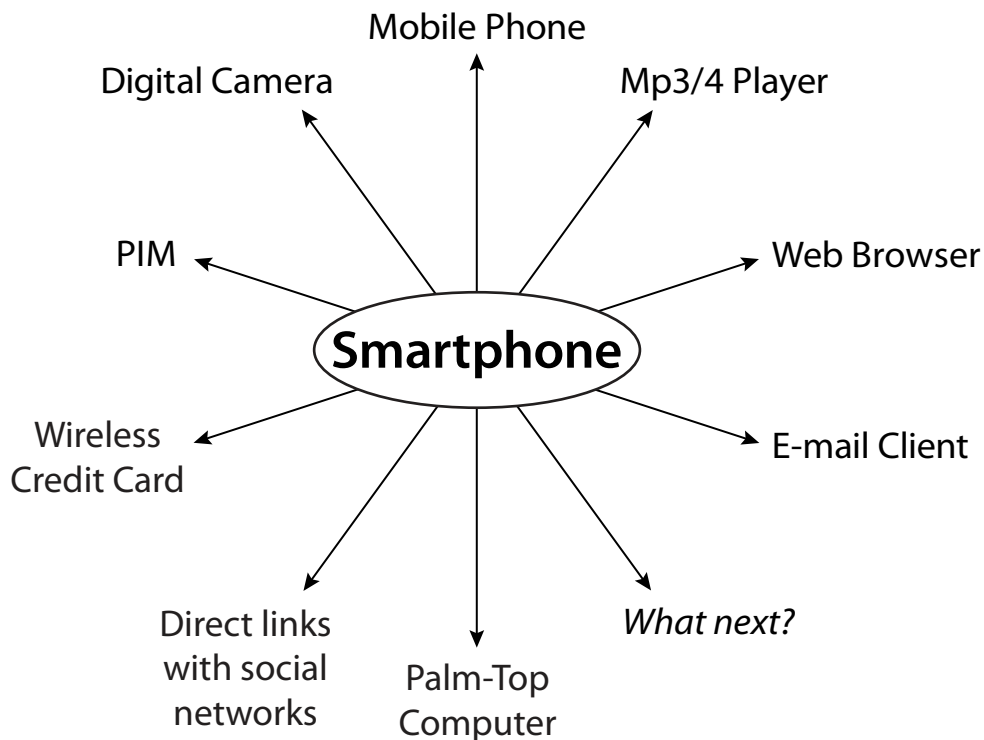 Mobile Phone
Digital Camera
Mp3/4 Player
PIM
Web Browser
Smartphone
Wireless
Credit Card
E-mail Client
Direct links
with social
networks
Palm-Top
Computer
What next?